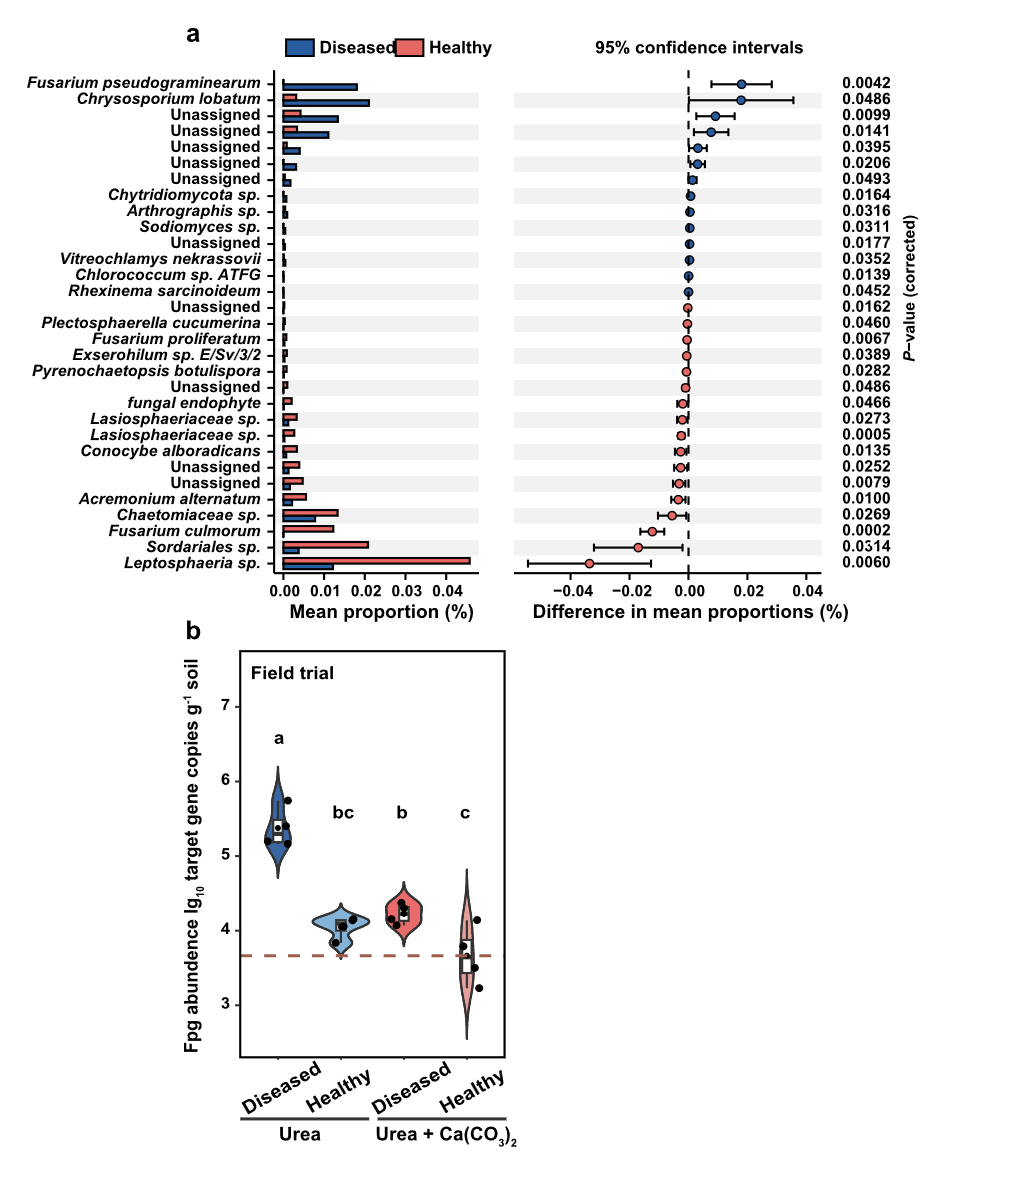 a
Diseased Healthy 95% confidence intervals
Fusarium pseudograminearum 0.0042
Chrysosporium lobatum 0.0486
Unassigned 0.0099
Unassigned 0.0141
Unassigned 0.0395
Unassigned 0.0206
Unassigned 0.0493
Chytridiomycota sp. 0.0164
Arthrographis sp. 0.0316
Sodiomyces sp. 0.0311
Unassigned 0.0177
Vitreochlamys nekrassovii 0.0352
Chlorococcum sp. ATFG 0.0139
Rhexinema sarcinoideum 0.0452
Unassigned 0.0162
Plectosphaerella cucumerina 0.0460
Fusarium proliferatum 0.0067
Exserohilum sp. E/Sv/3/2 0.0389
Pyrenochaetopsis botulispora 0.0282
Unassigned 0.0486
fungal endophyte 0.0466
Lasiosphaeriaceae sp. 0.0273
Lasiosphaeriaceae sp. 0.0005
Conocybe alboradicans 0.0135
Unassigned 0.0252
Unassigned 0.0079
Acremonium alternatum 0.0100
Chaetomiaceae sp. 0.0269
Fusarium culmorum 0.0002
Sordariales sp. 0.0314
Leptosphaeria sp. 0.0060
P–value (corrected)
0.00 0.01 0.02 0.03 0.04 −0.04 −0.02 0.00 0.02 0.04
Mean proportion (%) Difference in mean proportions (%)
b
Fpg abundance lg10 target gene copies g-1 soil
Field trial
7
6
5
4
3
a
bc b c
Diseased Healthy Diseased Healthy
Urea Urea + Ca(CO3)2